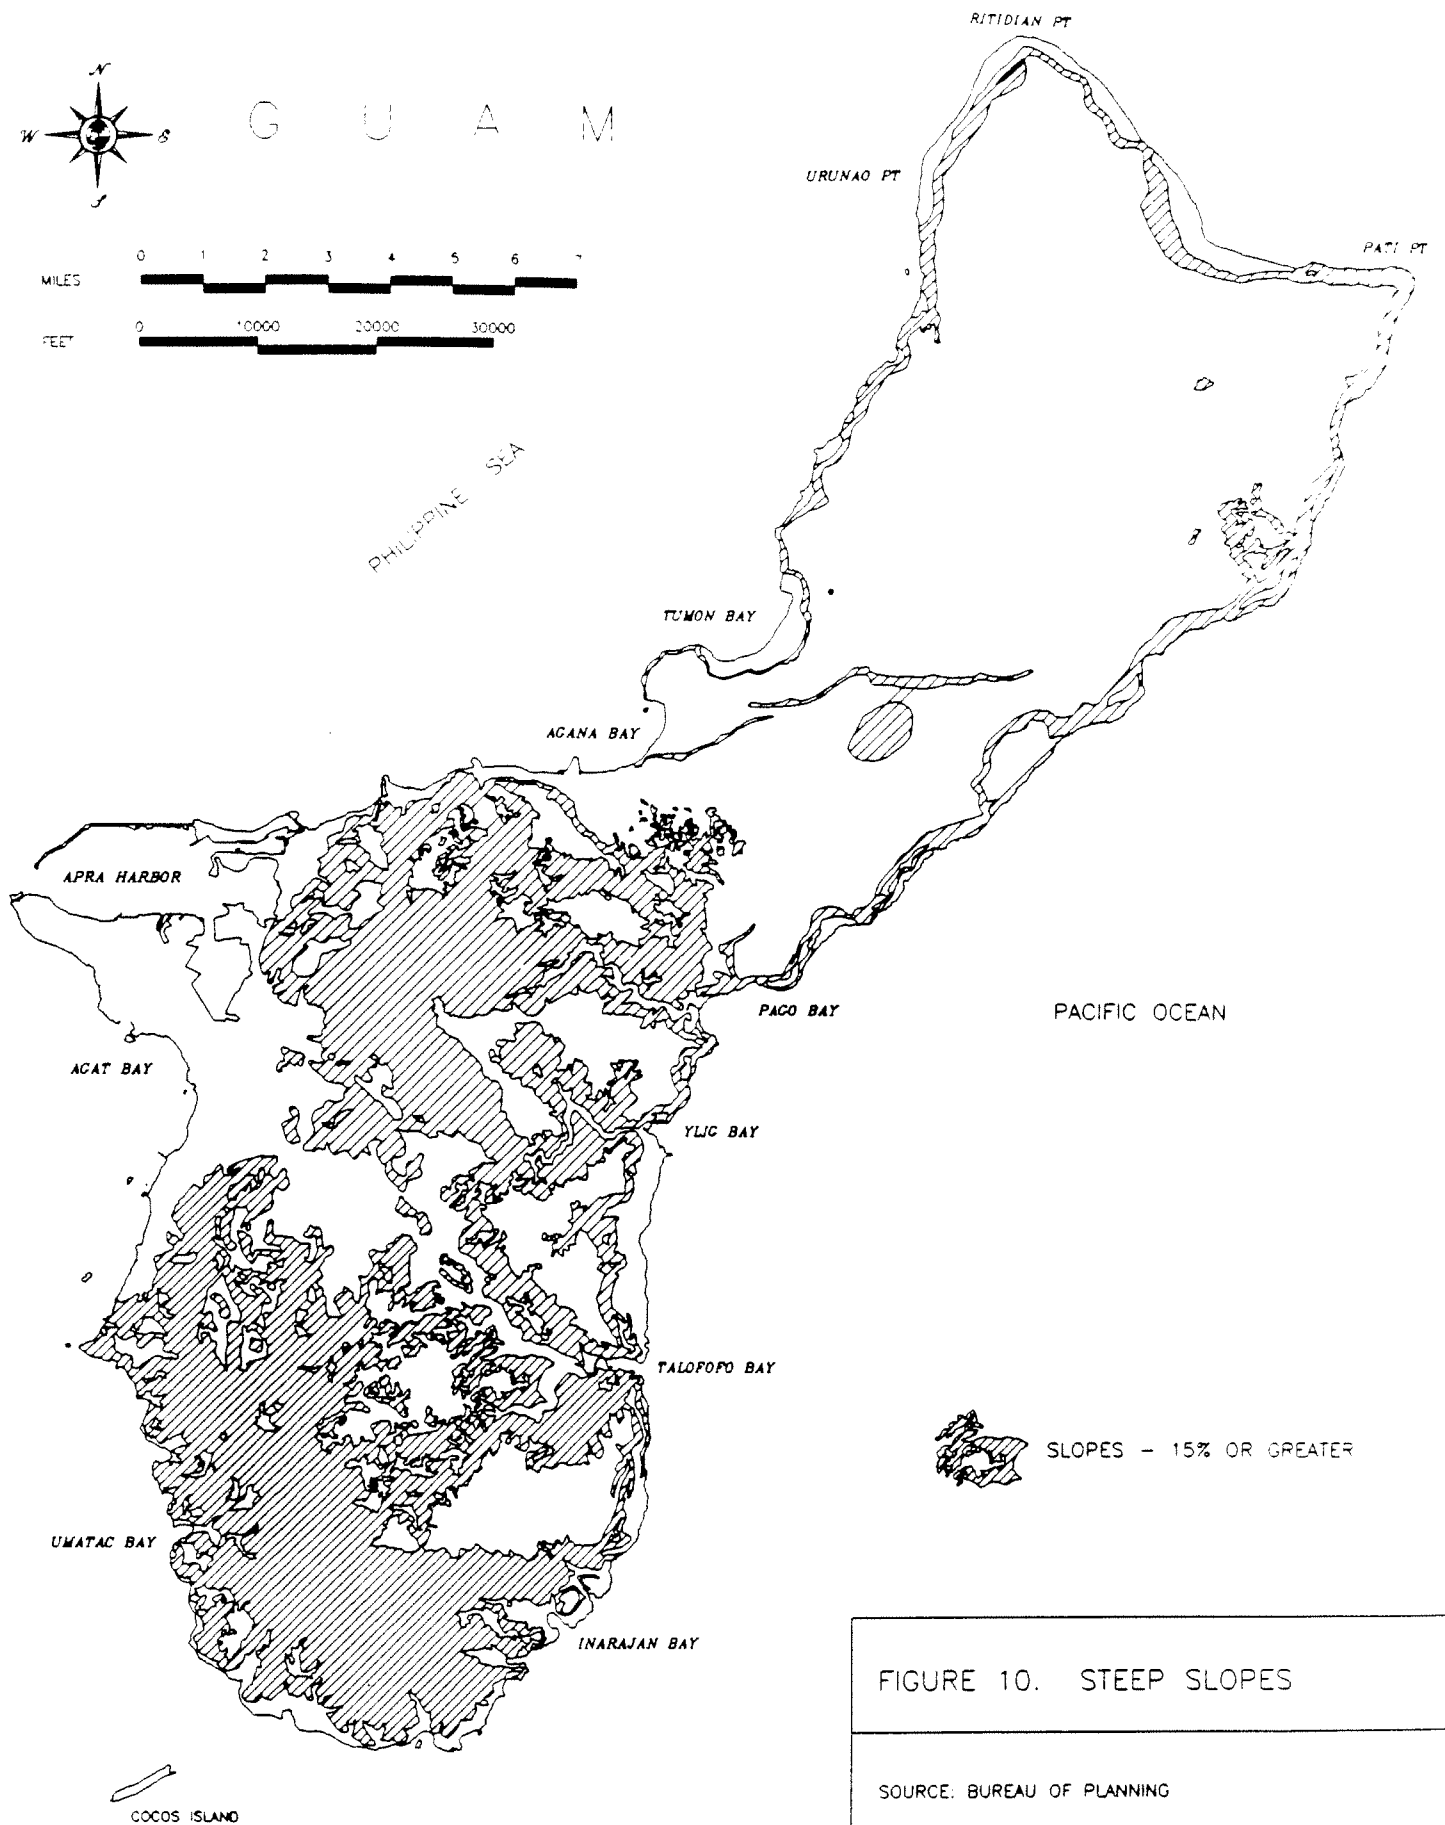 RITIDIAN PT
N
G U A M
W
E
S
URUNAO PT
PATI PT
0 1 2 3 4 5 6 7
MILES
0 10000 20000 30000
FEET
PHILIPPINE SEA
TUMON BAY
AGANA BAY
APRA HARBOR
PAGO BAY
PACIFIC OCEAN
AGAT BAY
YLIG BAY
TALOFOFO BAY
SLOPES - 15% OR GREATER
UMATAC BAY
INARAJAN BAY
FIGURE 10. STEEP SLOPES
SOURCE: BUREAU OF PLANNING
COCOS ISLAND